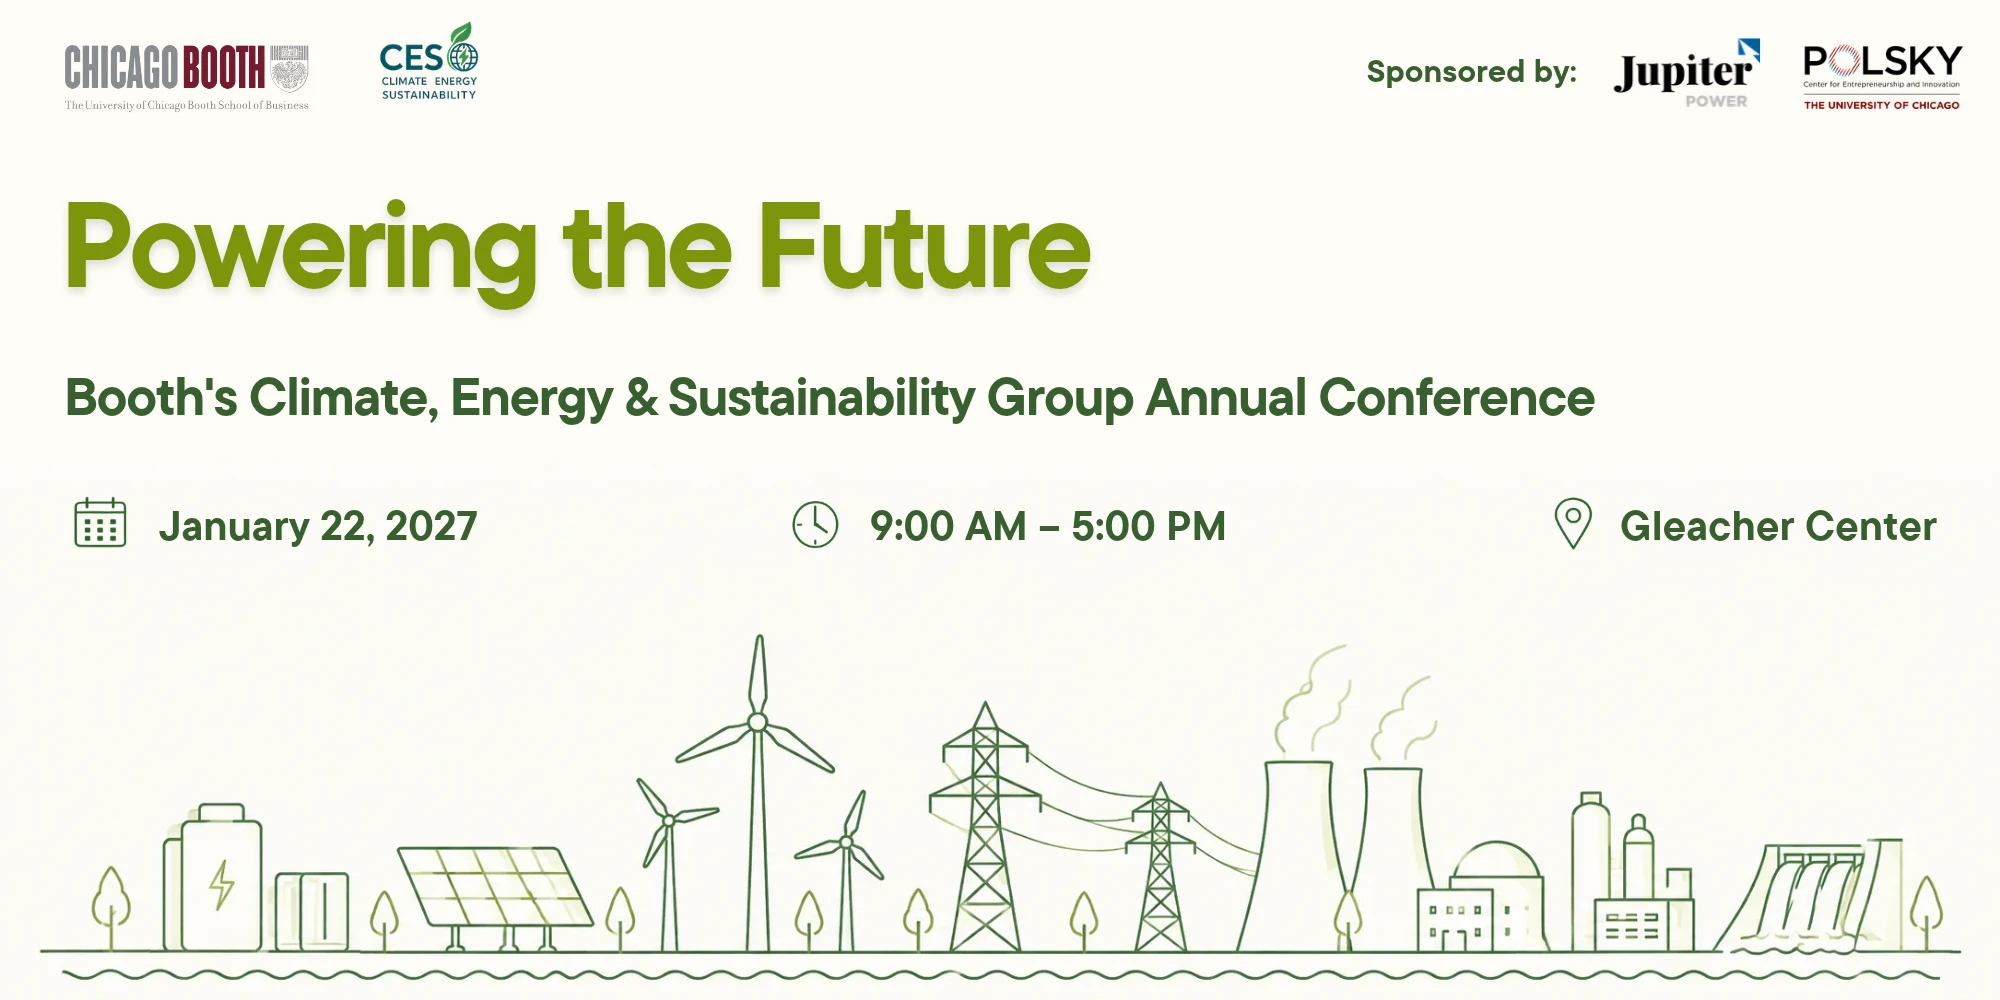 CHICAGO BOOTH
The University of Chicago Booth School of Business
CES
CLIMATE ENERGY
SUSTAINABILITY
Sponsored by:
Jupiter
POWER
POLSKY
Center for Entrepreneurship and Innovation
THE UNIVERSITY OF CHICAGO
Powering the Future
Booth's Climate, Energy & Sustainability Group Annual Conference
January 22, 2027
9:00 AM – 5:00 PM
Gleacher Center